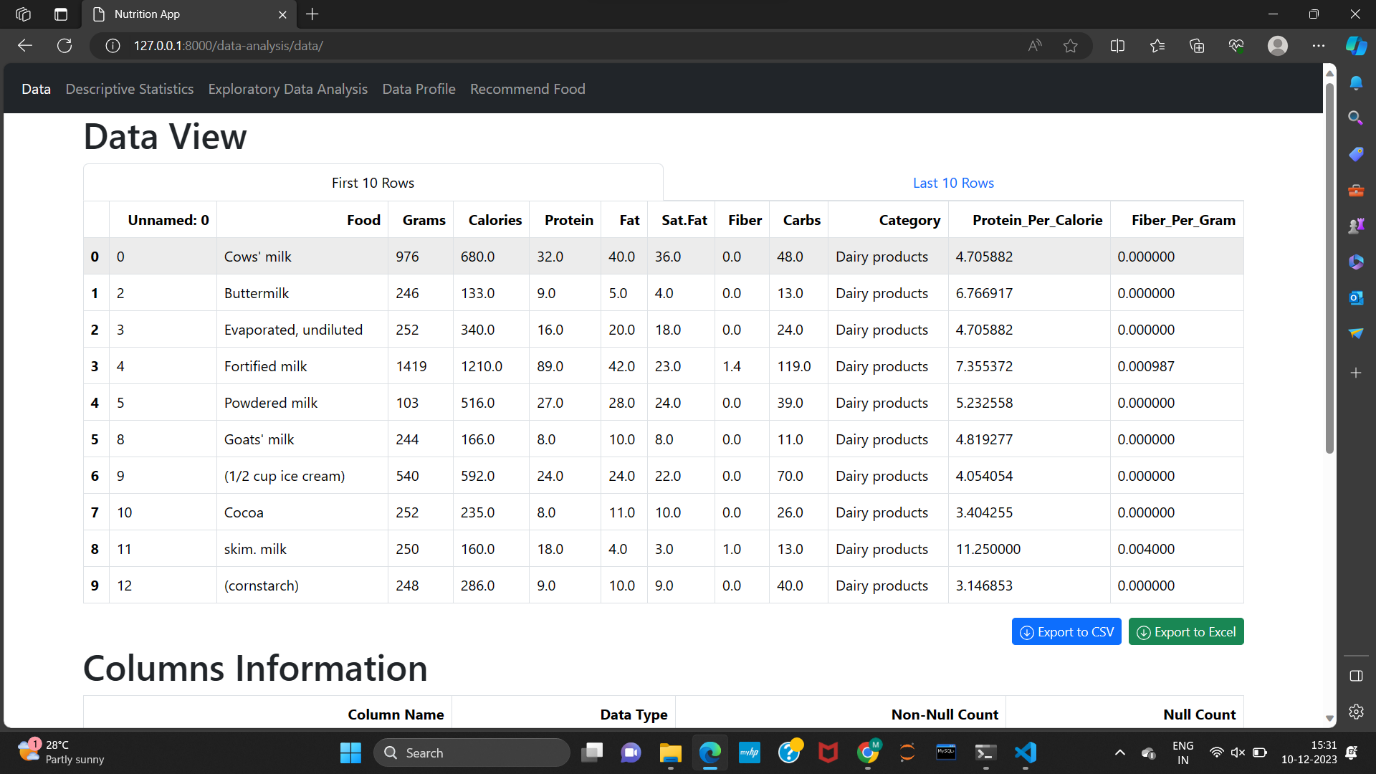 Nutrition App
127.0.0.1:8000/data-analysis/data/
Data Descriptive Statistics Exploratory Data Analysis Data Profile Recommend Food
Data View
First 10 Rows Last 10 Rows
Unnamed: 0 Food Grams Calories Protein Fat Sat.Fat Fiber Carbs Category Protein_Per_Calorie Fiber_Per_Gram
0 0 Cows' milk 976 680.0 32.0 40.0 36.0 0.0 48.0 Dairy products 4.705882 0.000000
1 2 Buttermilk 246 133.0 9.0 5.0 4.0 0.0 13.0 Dairy products 6.766917 0.000000
2 3 Evaporated, undiluted 252 340.0 16.0 20.0 18.0 0.0 24.0 Dairy products 4.705882 0.000000
3 4 Fortified milk 1419 1210.0 89.0 42.0 23.0 1.4 119.0 Dairy products 7.355372 0.000987
4 5 Powdered milk 103 516.0 27.0 28.0 24.0 0.0 39.0 Dairy products 5.232558 0.000000
5 8 Goats' milk 244 166.0 8.0 10.0 8.0 0.0 11.0 Dairy products 4.819277 0.000000
6 9 (1/2 cup ice cream) 540 592.0 24.0 24.0 22.0 0.0 70.0 Dairy products 4.054054 0.000000
7 10 Cocoa 252 235.0 8.0 11.0 10.0 0.0 26.0 Dairy products 3.404255 0.000000
8 11 skim. milk 250 160.0 18.0 4.0 3.0 1.0 13.0 Dairy products 11.250000 0.004000
9 12 (cornstarch) 248 286.0 9.0 10.0 9.0 0.0 40.0 Dairy products 3.146853 0.000000
Export to CSV Export to Excel
Columns Information
Column Name Data Type Non-Null Count Null Count
1 28°C
Partly sunny
Search
myhp
M
MySQL
ENG
IN
15:31
10-12-2023